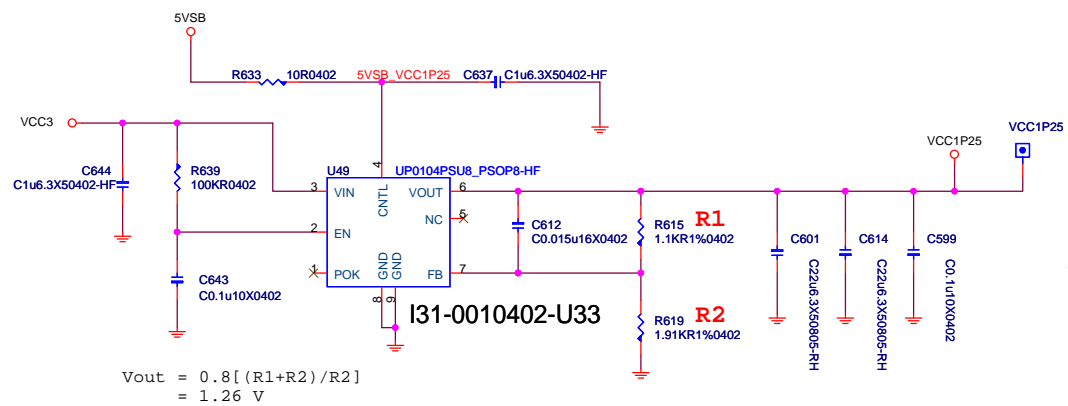 5VSB
R633 10R0402
5VSB_VCC1P25
C637 C1u6.3X50402-HF
VCC3
VCC1P25
VCC1P25
C644
C1u6.3X50402-HF
R639
100KR0402
U49
UP0104PSU8_PSOP8-HF
4
CNTL
3 VIN
VOUT 6
NC 5
2 EN
1 POK
GND
GND
FB 7
8
9
C612
C0.015u16X0402
R615
1.1KR1%0402
R1
C601
C22u6.3X50805-RH
C614
C22u6.3X50805-RH
C599
C0.1u10X0402
C643
C0.1u10X0402
I31-0010402-U33
R619
1.91KR1%0402
R2
Vout = 0.8[(R1+R2)/R2]
= 1.26 V